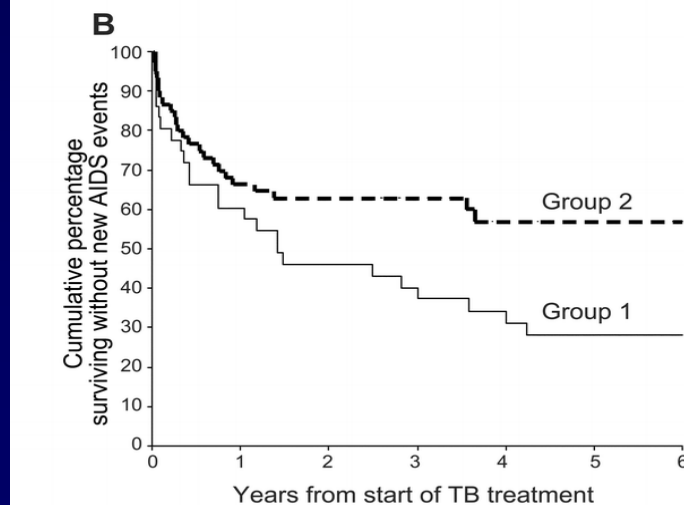 B
Cumulative percentage
surviving without new AIDS events
100
90
80
70
60
50
40
30
20
10
0
Group 2
Group 1
0 1 2 3 4 5 6
Years from start of TB treatment